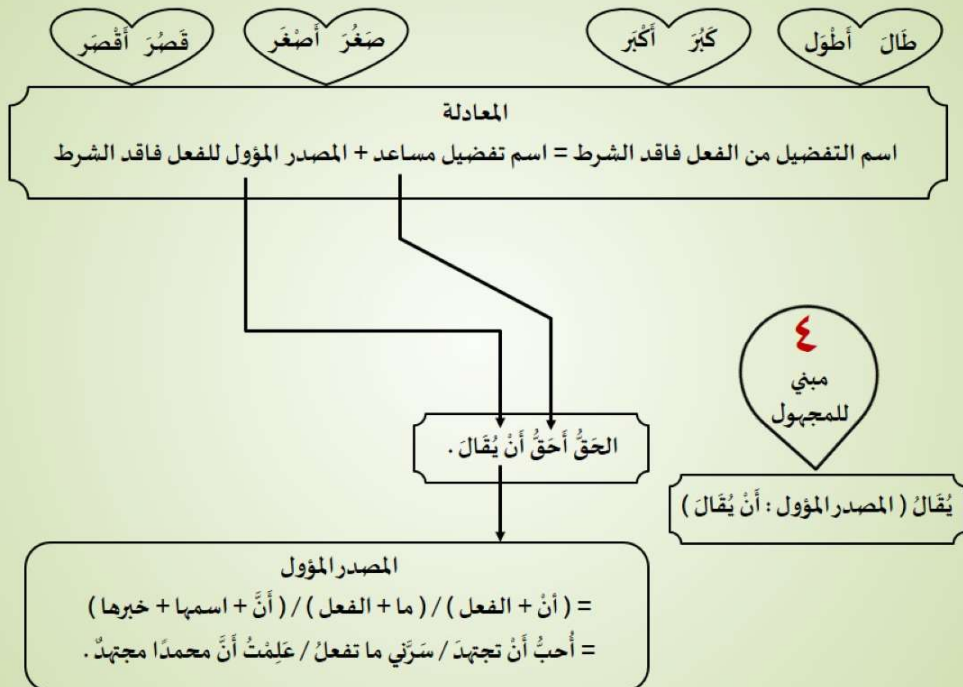 طَالَ أَطْوَل
كَبُرَ أَكْبَر
صَغُرَ أَصْغَر
قَصُرَ أَقْصَر
المعادلة
اسم التفضيل من الفعل فاقد الشرط = اسم تفضيل مساعد + المصدر المؤول للفعل فاقد الشرط
٤
مبني
للمجهول
يُقَالُ ( المصدر المؤول : أَنْ يُقَالَ )
الحَقُّ أَحَقُّ أَنْ يُقَالَ .
المصدر المؤول
= ( أنْ + الفعل ) / ( ما + الفعل ) / ( أَنَّ + اسمها + خبرها )
= أُحبُّ أَنْ تجتهدَ / سَرَّني ما تفعلُ / عَلِمْتُ أَنَّ محمدًا مجتهدٌ .